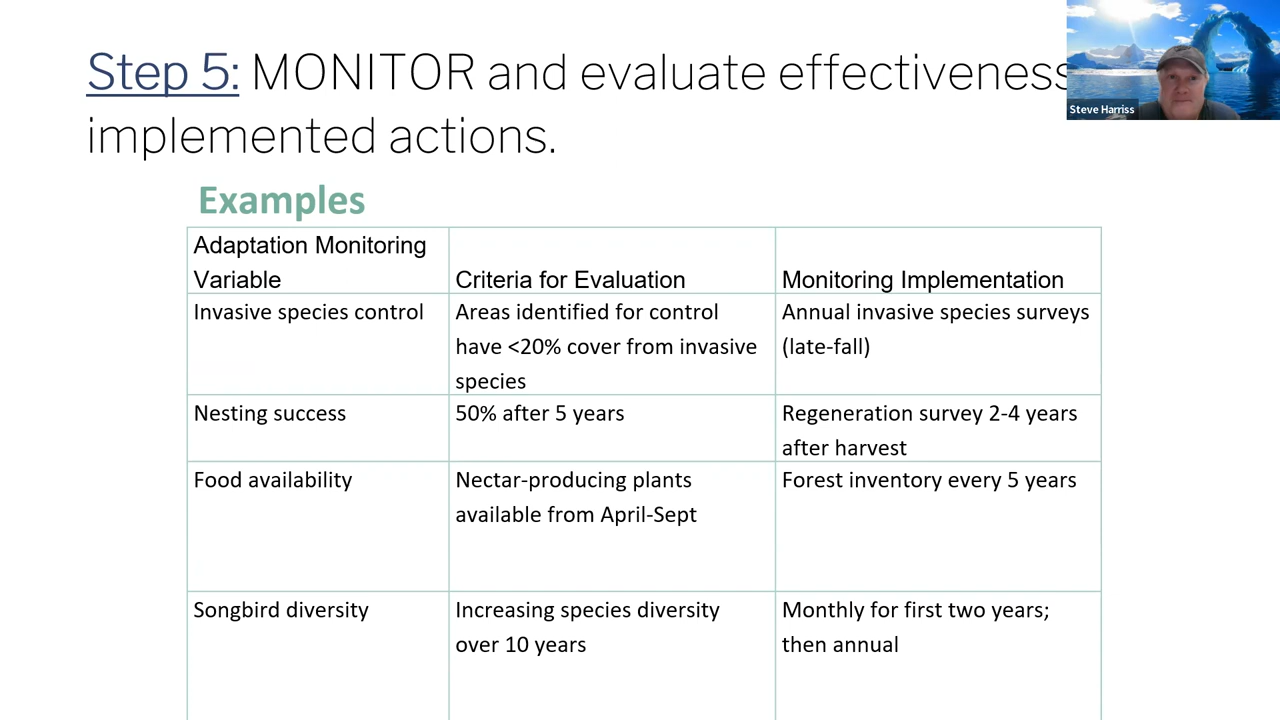 Step 5: MONITOR and evaluate effectiveness
implemented actions.
Steve Harriss
Examples
Adaptation Monitoring
Variable
Criteria for Evaluation
Monitoring Implementation
Invasive species control
Areas identified for control
have <20% cover from invasive
species
Annual invasive species surveys
(late-fall)
Nesting success
50% after 5 years
Regeneration survey 2-4 years
after harvest
Food availability
Nectar-producing plants
available from April-Sept
Forest inventory every 5 years
Songbird diversity
Increasing species diversity
over 10 years
Monthly for first two years;
then annual